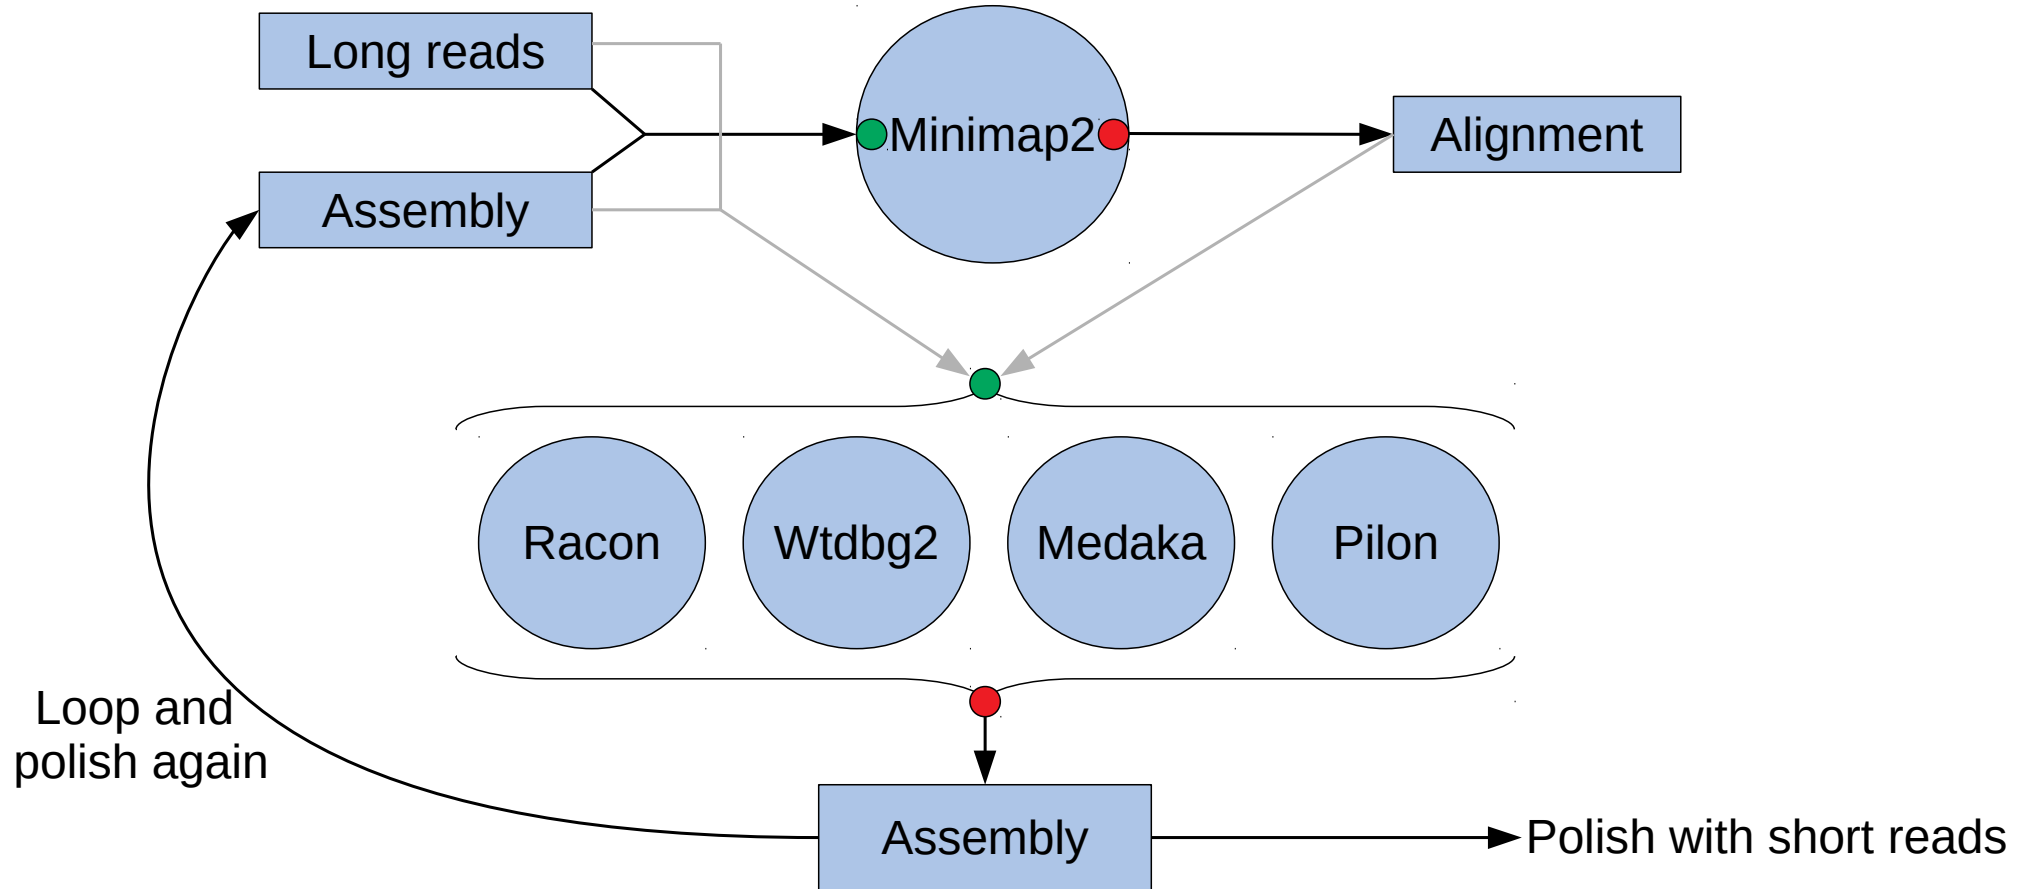 Long reads
Minimap2
Alignment
Assembly
Racon
Wtdbg2
Medaka
Pilon
Loop and
polish again
Assembly
Polish with short reads